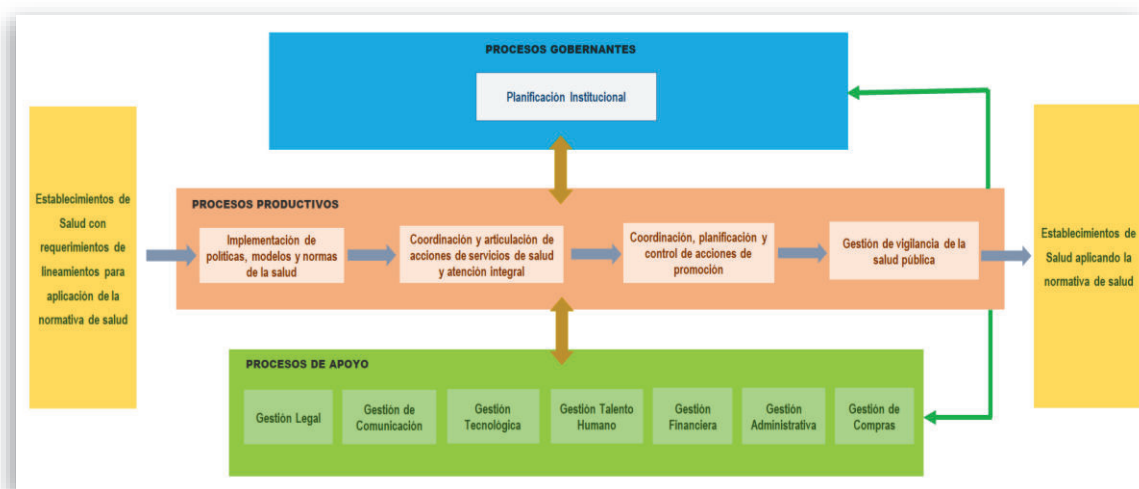 PROCESOS GOBERNANTES
Planificación Institucional
Establecimientos de
Salud con
requerimientos de
lineamientos para
aplicación de la
normativa de salud
PROCESOS PRODUCTIVOS
Implementación de
políticas, modelos y normas
de la salud
Coordinación y articulación de
acciones de servicios de salud
y atención integral
Coordinación, planificación y
control de acciones de
promoción
Gestión de vigilancia de la
salud pública
Establecimientos de
Salud aplicando la
normativa de salud
PROCESOS DE APOYO
Gestión Legal
Gestión de
Comunicación
Gestión
Tecnológica
Gestión Talento
Humano
Gestión
Financiera
Gestión
Administrativa
Gestión de
Compras